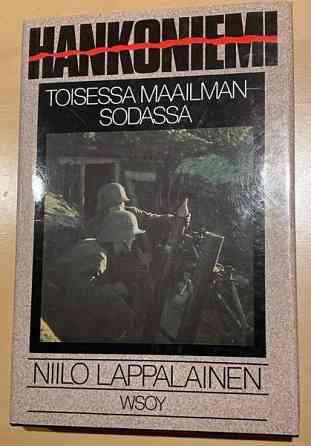 HANKONIEMI
TOISESSA MAAILMAN-
SODASSA
NIILO LAPPALAINEN
WSOY